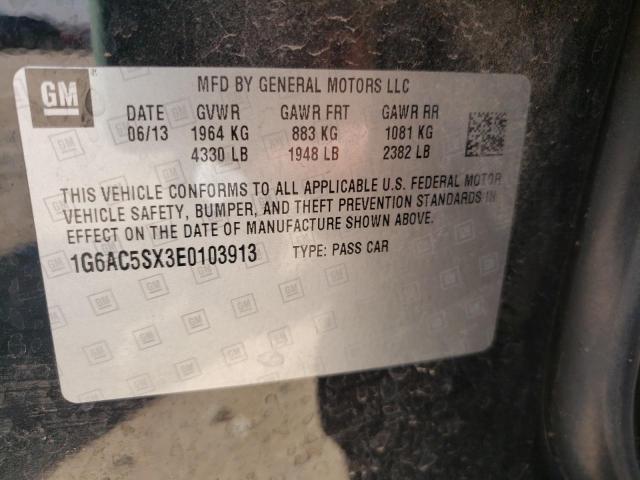 GM
MFD BY GENERAL MOTORS LLC
DATE GVWR GAWR FRT GAWR RR
06/13 1964 KG 883 KG 1081 KG
4330 LB 1948 LB 2382 LB
THIS VEHICLE CONFORMS TO ALL APPLICABLE U.S. FEDERAL MOTOR
VEHICLE SAFETY, BUMPER, AND THEFT PREVENTION STANDARDS IN
EFFECT ON THE DATE OF MANUFACTURE SHOWN ABOVE.
1G6AC5SX3E0103913 TYPE: PASS CAR